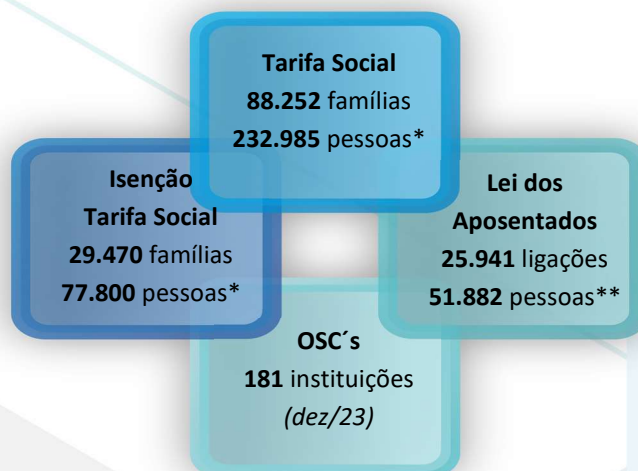 Tarifa Social
88.252 famílias
232.985 pessoas*
Isenção
Tarifa Social
29.470 famílias
77.800 pessoas*
Lei dos
Aposentados
25.941 ligações
51.882 pessoas**
OSC´s
181 instituições
(dez/23)